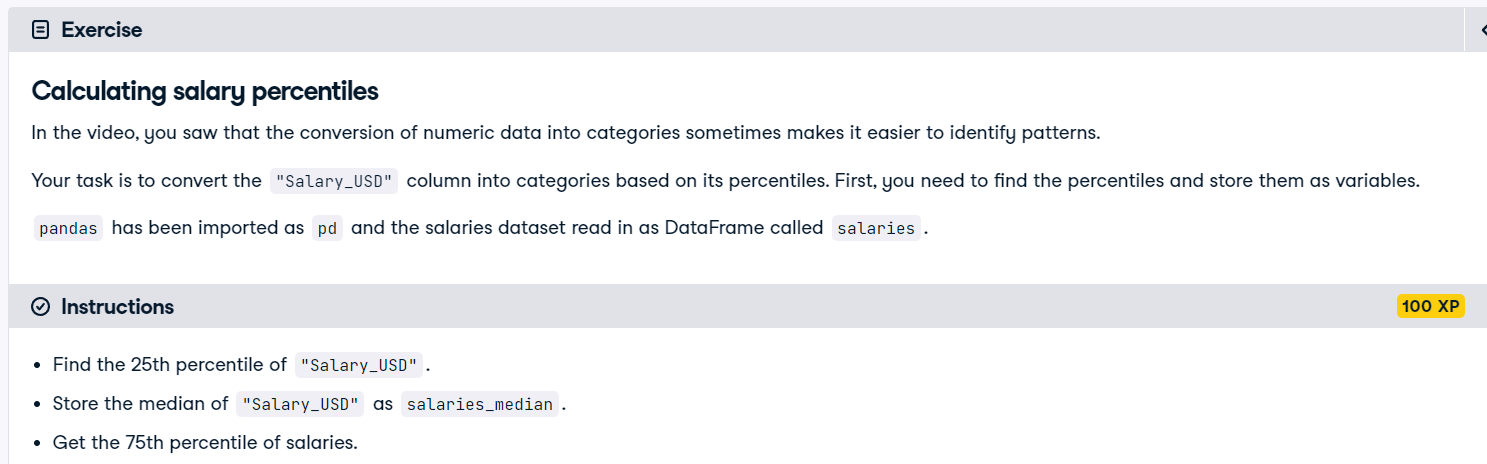 Exercise
Calculating salary percentiles
In the video, you saw that the conversion of numeric data into categories sometimes makes it easier to identify patterns.
Your task is to convert the "Salary_USD" column into categories based on its percentiles. First, you need to find the percentiles and store them as variables.
pandas has been imported as pd and the salaries dataset read in as DataFrame called salaries.
Instructions
100 XP
• Find the 25th percentile of "Salary_USD".
• Store the median of "Salary_USD" as salaries_median.
• Get the 75th percentile of salaries.